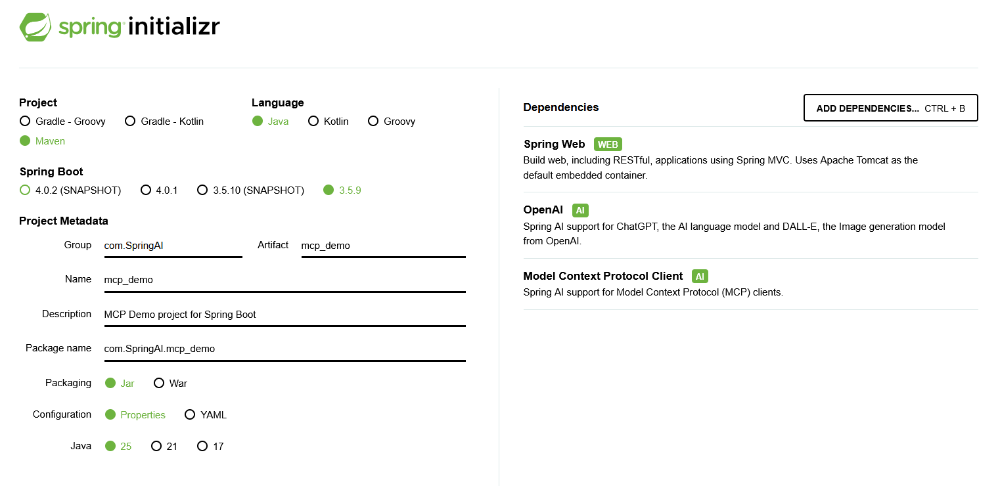 spring initializr
Project
Gradle - Groovy Gradle - Kotlin
Maven
Language
Java Kotlin Groovy
Spring Boot
4.0.2 (SNAPSHOT) 4.0.1 3.5.10 (SNAPSHOT) 3.5.9
Project Metadata
Group com.SpringAI Artifact mcp_demo
Name mcp_demo
Description MCP Demo project for Spring Boot
Package name com.SpringAI.mcp_demo
Packaging Jar War
Configuration Properties YAML
Java 25 21 17
Dependencies ADD DEPENDENCIES... CTRL + B
Spring Web WEB
Build web, including RESTful, applications using Spring MVC. Uses Apache Tomcat as the
default embedded container.
OpenAI AI
Spring AI support for ChatGPT, the AI language model and DALL-E, the Image generation model
from OpenAI.
Model Context Protocol Client AI
Spring AI support for Model Context Protocol (MCP) clients.